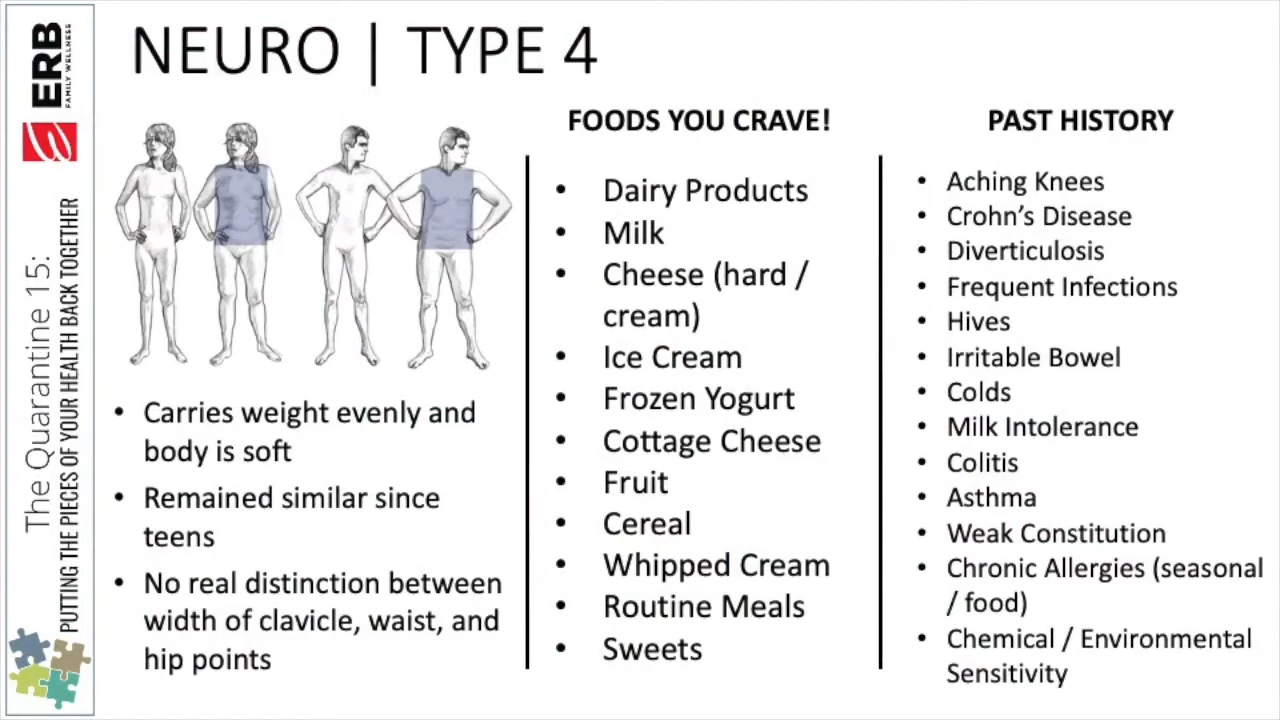 NEURO | TYPE 4
ERB
FAMILY WELLNESS
The Quarantine 15:
PUTTING THE PIECES OF YOUR HEALTH BACK TOGETHER
• Carries weight evenly and
body is soft
• Remained similar since
teens
• No real distinction between
width of clavicle, waist, and
hip points
FOODS YOU CRAVE!
• Dairy Products
• Milk
• Cheese (hard /
cream)
• Ice Cream
• Frozen Yogurt
• Cottage Cheese
• Fruit
• Cereal
• Whipped Cream
• Routine Meals
• Sweets
PAST HISTORY
• Aching Knees
• Crohn’s Disease
• Diverticulosis
• Frequent Infections
• Hives
• Irritable Bowel
• Colds
• Milk Intolerance
• Colitis
• Asthma
• Weak Constitution
• Chronic Allergies (seasonal
/ food)
• Chemical / Environmental
Sensitivity